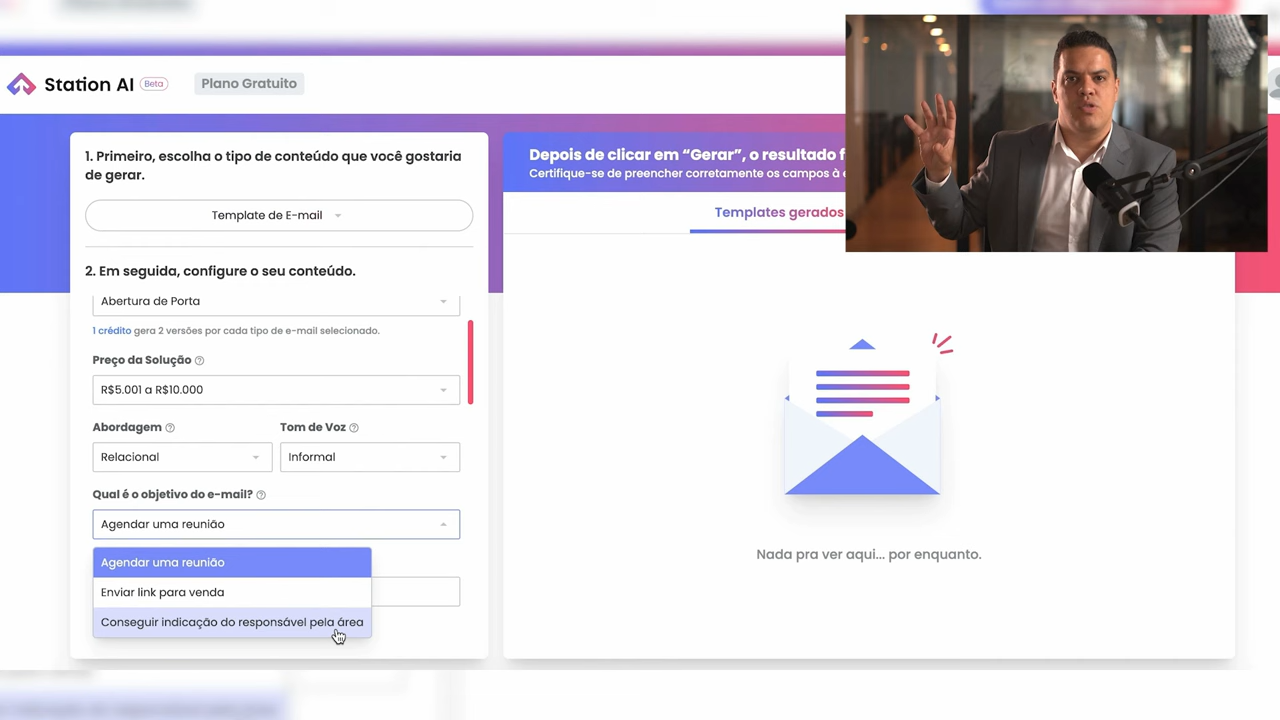 Station AI Beta Plano Gratuito
1. Primeiro, escolha o tipo de conteúdo que você gostaria
de gerar.
Template de E-mail
2. Em seguida, configure o seu conteúdo.
Abertura de Porta
1 crédito gera 2 versões por cada tipo de e-mail selecionado.
Preço da Solução
R$5.001 a R$10.000
Abordagem Tom de Voz
Relacional Informal
Qual é o objetivo do e-mail?
Agendar uma reunião
Agendar uma reunião
Enviar link para venda
Conseguir indicação do responsável pela área
Depois de clicar em “Gerar”, o resultado
Certifique-se de preencher corretamente os campos à
Templates gerados
Nada pra ver aqui... por enquanto.